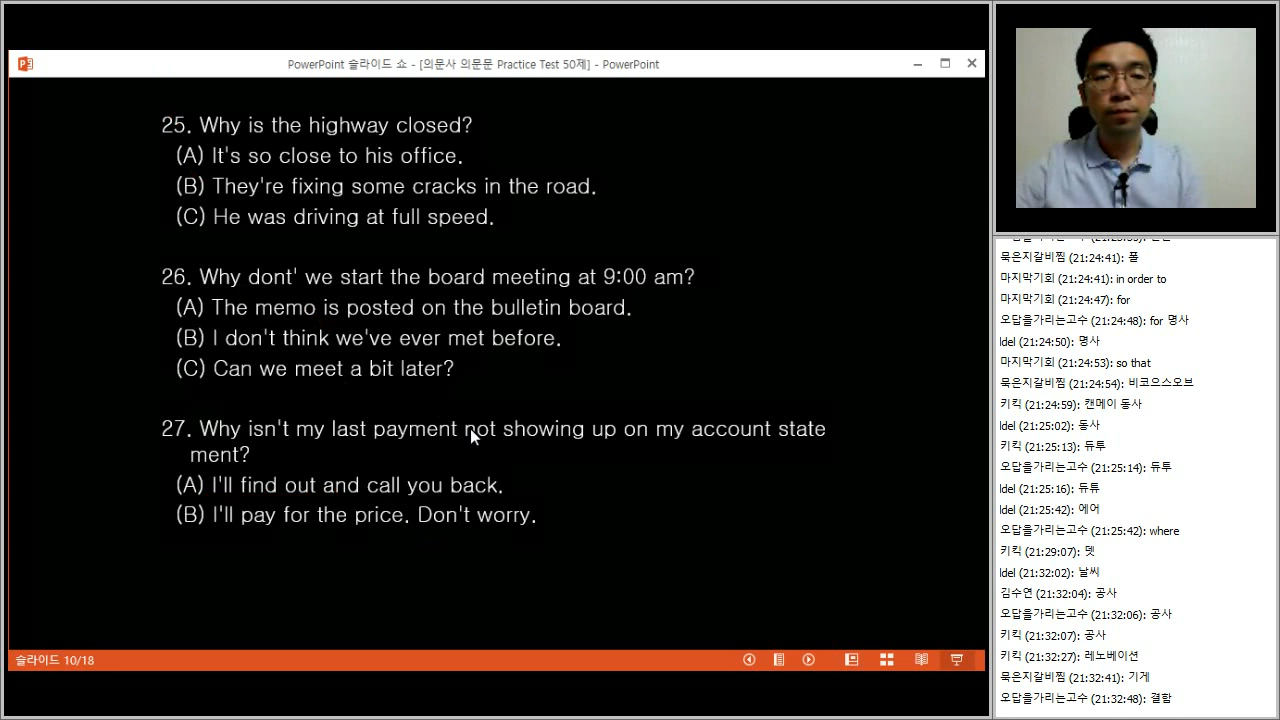 PowerPoint 슬라이드 쇼 - [의문사 의문문 Practice Test 50제] - PowerPoint
25. Why is the highway closed?
(A) It's so close to his office.
(B) They're fixing some cracks in the road.
(C) He was driving at full speed.
26. Why dont' we start the board meeting at 9:00 am?
(A) The memo is posted on the bulletin board.
(B) I don't think we've ever met before.
(C) Can we meet a bit later?
27. Why isn't my last payment not showing up on my account state
ment?
(A) I'll find out and call you back.
(B) I'll pay for the price. Don't worry.
슬라이드 10/18
묵은지갈비찜 (21:24:41): 풀
마지막기회 (21:24:41): in order to
마지막기회 (21:24:47): for
오답을가리는고수 (21:24:48): for 명사
ldel (21:24:50): 명사
마지막기회 (21:24:53): so that
묵은지갈비찜 (21:24:54): 비코으스오브
키킥 (21:24:59): 캔메이 동사
ldel (21:25:02): 동사
키킥 (21:25:13): 듀투
오답을가리는고수 (21:25:14): 듀투
ldel (21:25:16): 듀튜
ldel (21:25:42): 에어
오답을가리는고수 (21:25:42): where
키킥 (21:29:07): 뎃
ldel (21:32:02): 날씨
김수연 (21:32:04): 공사
오답을가리는고수 (21:32:06): 공사
키킥 (21:32:07): 공사
키킥 (21:32:27): 레노베이션
묵은지갈비찜 (21:32:41): 기게
오답을가리는고수 (21:32:48): 결함